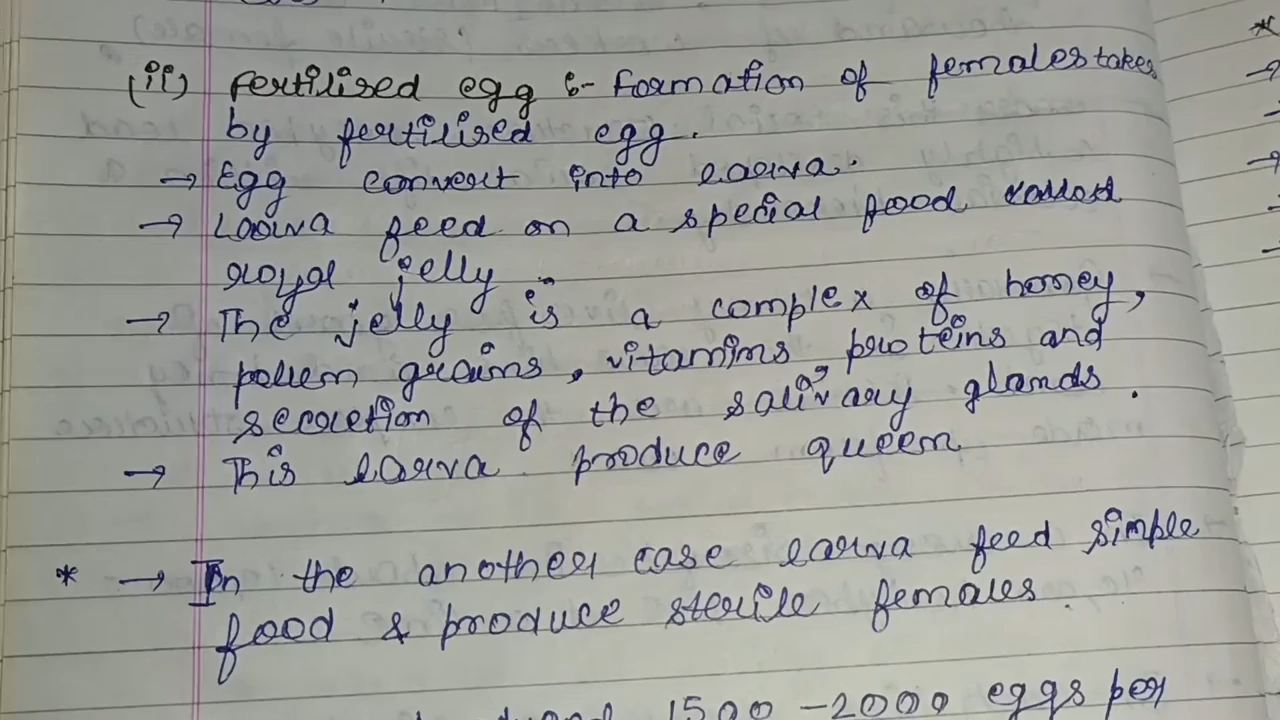 (ii) Fertilised egg :- Formation of females takes
by fertilised egg.
→ Egg convert into larva.
→ Larva feed on a special food called
royal jelly.
→ The jelly is a complex of honey,
pollen grains, vitamins, proteins and
secretion of the salivary glands.
→ This larva produce queen
* → In the another case larva feed simple
food & produce sterile females.
1500 - 2000 eggs per